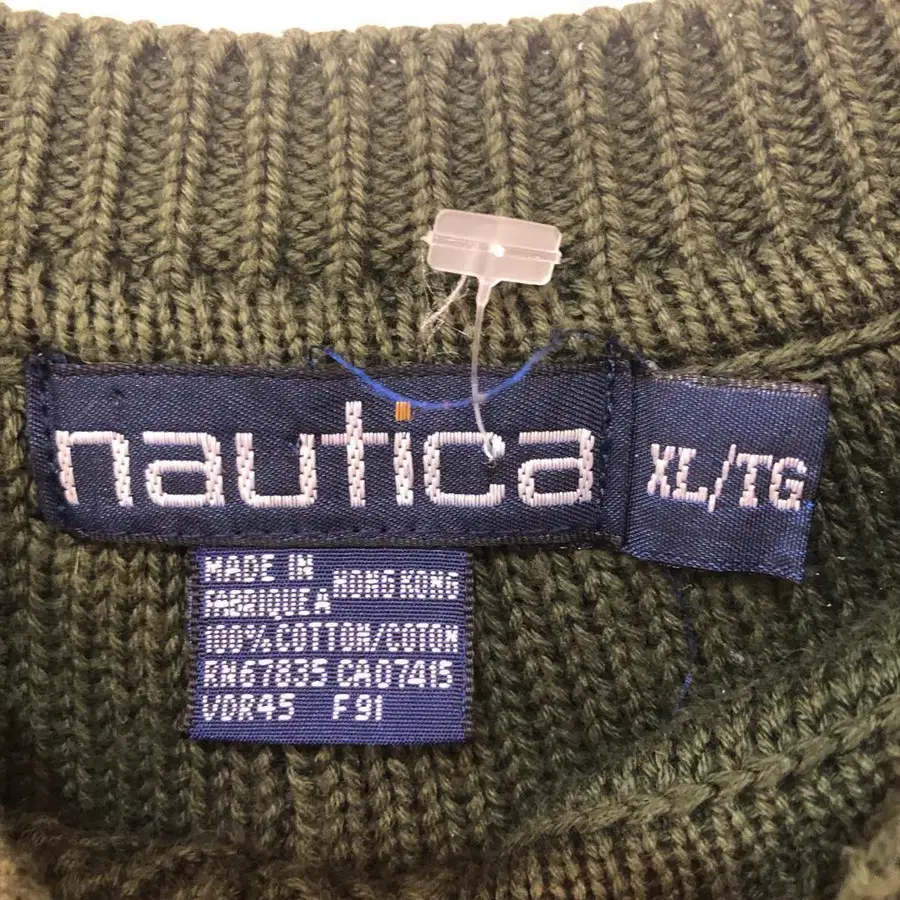 nautica
XL/TG
MADE IN
FABRIQUE A HONG KONG
100% COTTON/COTON
RN67835 CA07415
VDR45 F91